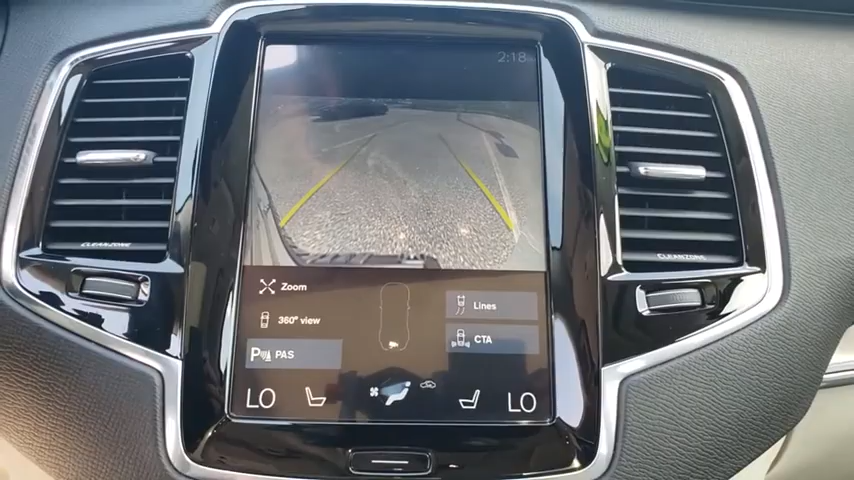 2:18
Zoom
Lines
360° view
CTA
P PAS
LO
LO
CLEANZONE
CLEANZONE